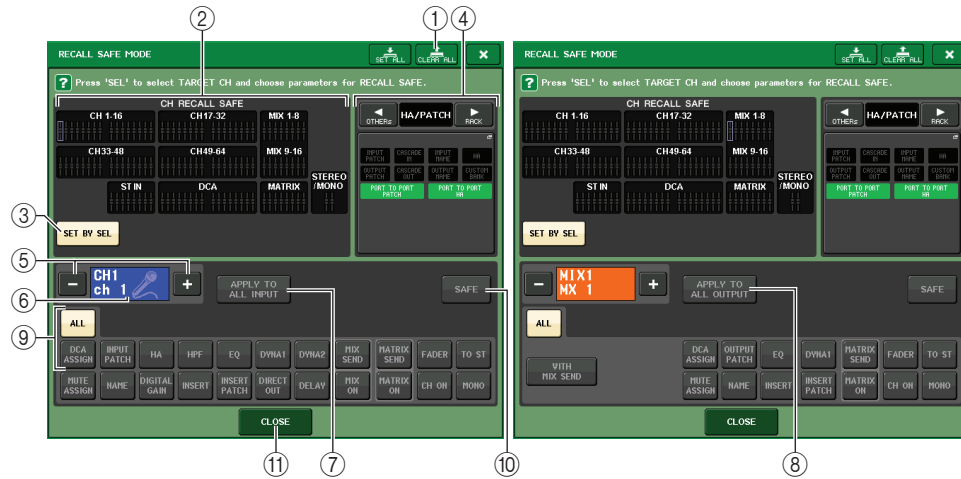 ② ① ④
RECALL SAFE MODE SET ALL CLEAR ALL ×
? Press 'SEL' to select TARGET CH and choose parameters for RECALL SAFE.
CH RECALL SAFE
CH 1-16 CH17-32 MIX 1-8
CH33-48 CH49-64 MIX 9-16
STEREO /MONO
ST IN DCA MATRIX
OTHERs HA/PATCH RACK
INPUT PATCH CASCADE IN INPUT NAME HA
OUTPUT PATCH CASCADE OUT OUTPUT NAME CUSTOM BANK
PORT TO PORT PATCH PORT TO PORT HA
③ SET BY SEL
⑤ − CH1 + APPLY TO ALL INPUT SAFE
⑥ ch 1
⑨ ALL
DCA ASSIGN INPUT PATCH HA HPF EQ DYNA1 DYNA2 MIX SEND MATRIX SEND FADER TO ST
MUTE ASSIGN NAME DIGITAL GAIN INSERT INSERT PATCH DIRECT OUT DELAY MIX ON MATRIX ON CH ON MONO
CLOSE
⑪ ⑦ ⑩
RECALL SAFE MODE SET ALL CLEAR ALL ×
? Press 'SEL' to select TARGET CH and choose parameters for RECALL SAFE.
CH RECALL SAFE
CH 1-16 CH17-32 MIX 1-8
CH33-48 CH49-64 MIX 9-16
STEREO /MONO
ST IN DCA MATRIX
OTHERs HA/PATCH RACK
INPUT PATCH CASCADE IN INPUT NAME HA
OUTPUT PATCH CASCADE OUT OUTPUT NAME CUSTOM BANK
PORT TO PORT PATCH PORT TO PORT HA
SET BY SEL
− MIX1 + APPLY TO ALL OUTPUT SAFE
MX 1
ALL
WITH MIX SEND
DCA ASSIGN OUTPUT PATCH EQ DYNA1 MATRIX SEND FADER TO ST
MUTE ASSIGN NAME INSERT INSERT PATCH MATRIX ON CH ON MONO
CLOSE
⑧